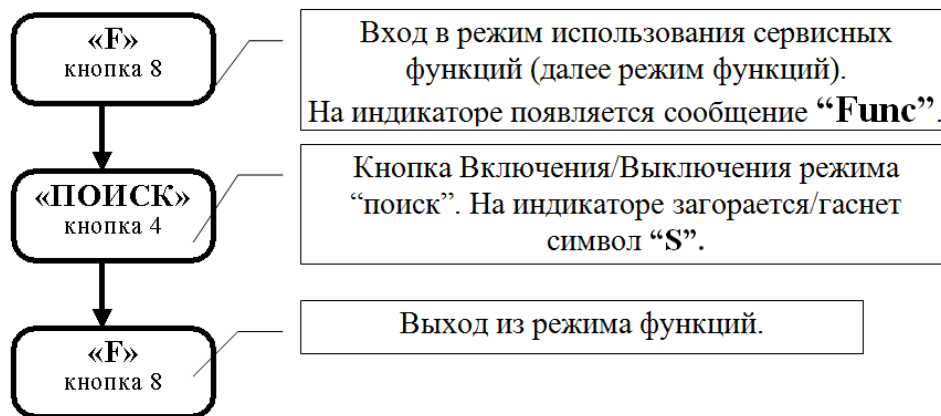 «F»
кнопка 8
Вход в режим использования сервисных
функций (далее режим функций).
На индикаторе появляется сообщение “Func”.
«ПОИСК»
кнопка 4
Кнопка Включения/Выключения режима
“поиск”. На индикаторе загорается/гаснет
символ “S”.
«F»
кнопка 8
Выход из режима функций.